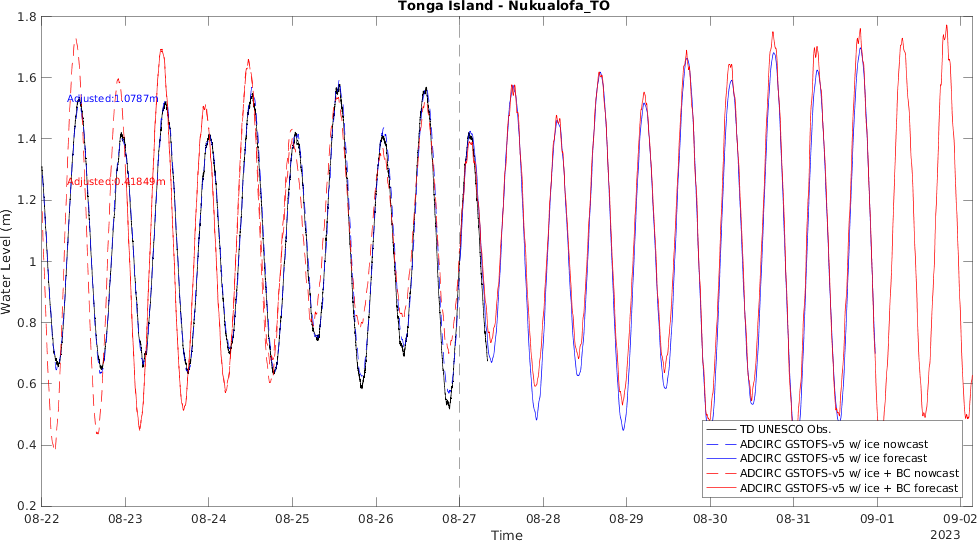 Tonga Island - Nukualofa_TO
1.8
1.6
1.4
1.2
1
0.8
0.6
0.4
0.2
Water Level (m)
Adjusted:1.0787m
Adjusted:0.41849m
TD UNESCO Obs.
ADCIRC GSTOFS-v5 w/ ice nowcast
ADCIRC GSTOFS-v5 w/ ice forecast
ADCIRC GSTOFS-v5 w/ ice + BC nowcast
ADCIRC GSTOFS-v5 w/ ice + BC forecast
08-22 08-23 08-24 08-25 08-26 08-27 08-28 08-29 08-30 08-31 09-01 09-02
Time
2023